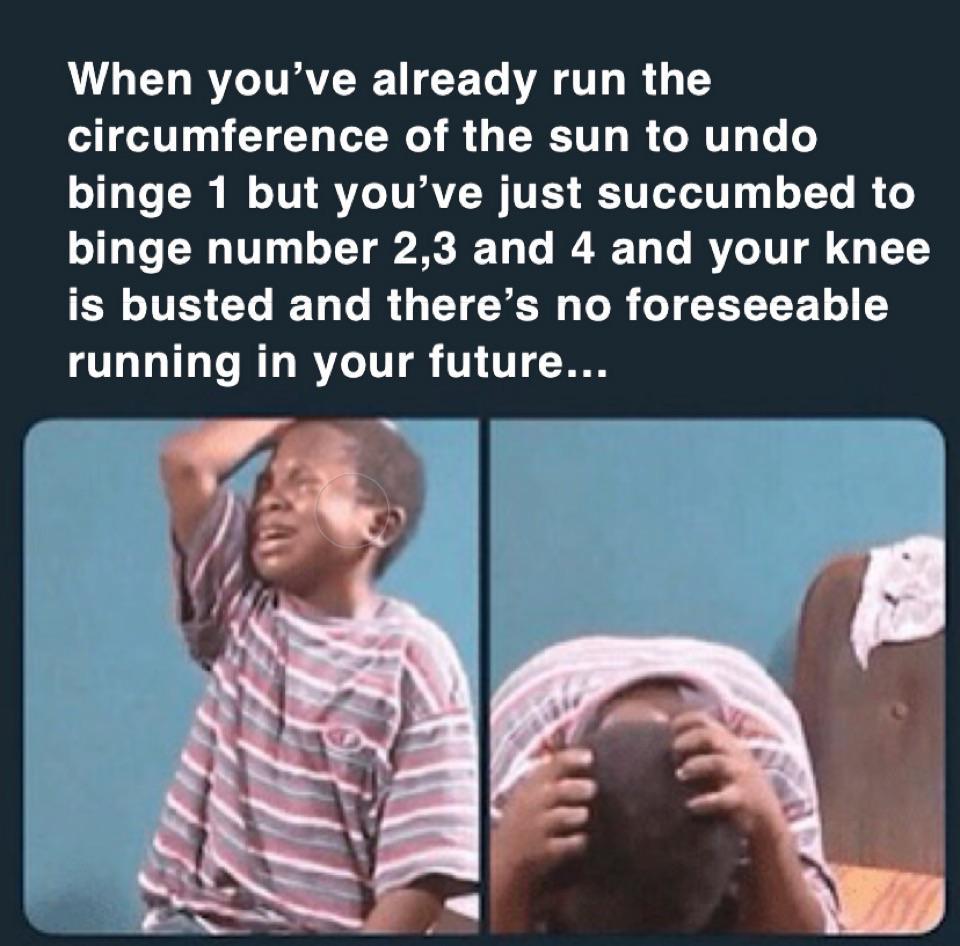 When you’ve already run the
circumference of the sun to undo
binge 1 but you’ve just succumbed to
binge number 2,3 and 4 and your knee
is busted and there’s no foreseeable
running in your future...